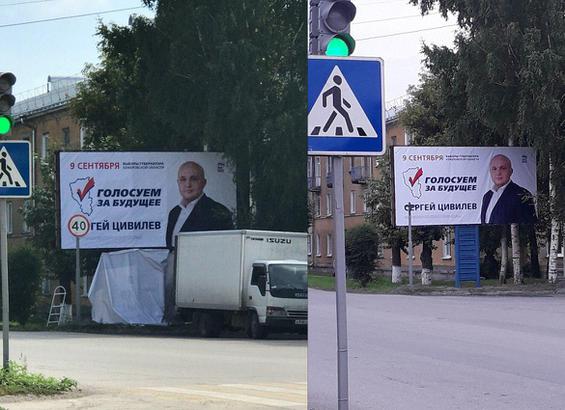 9 СЕНТЯБРЯ
ГОЛОСУЕМ
ЗА БУДУЩЕЕ
40
ГЕЙ ЦИВИЛЕВ
ISUZU
9 СЕНТЯБРЯ
ГОЛОСУЕМ
ЗА БУДУЩЕЕ
СЕРГЕЙ ЦИВИЛЕВ